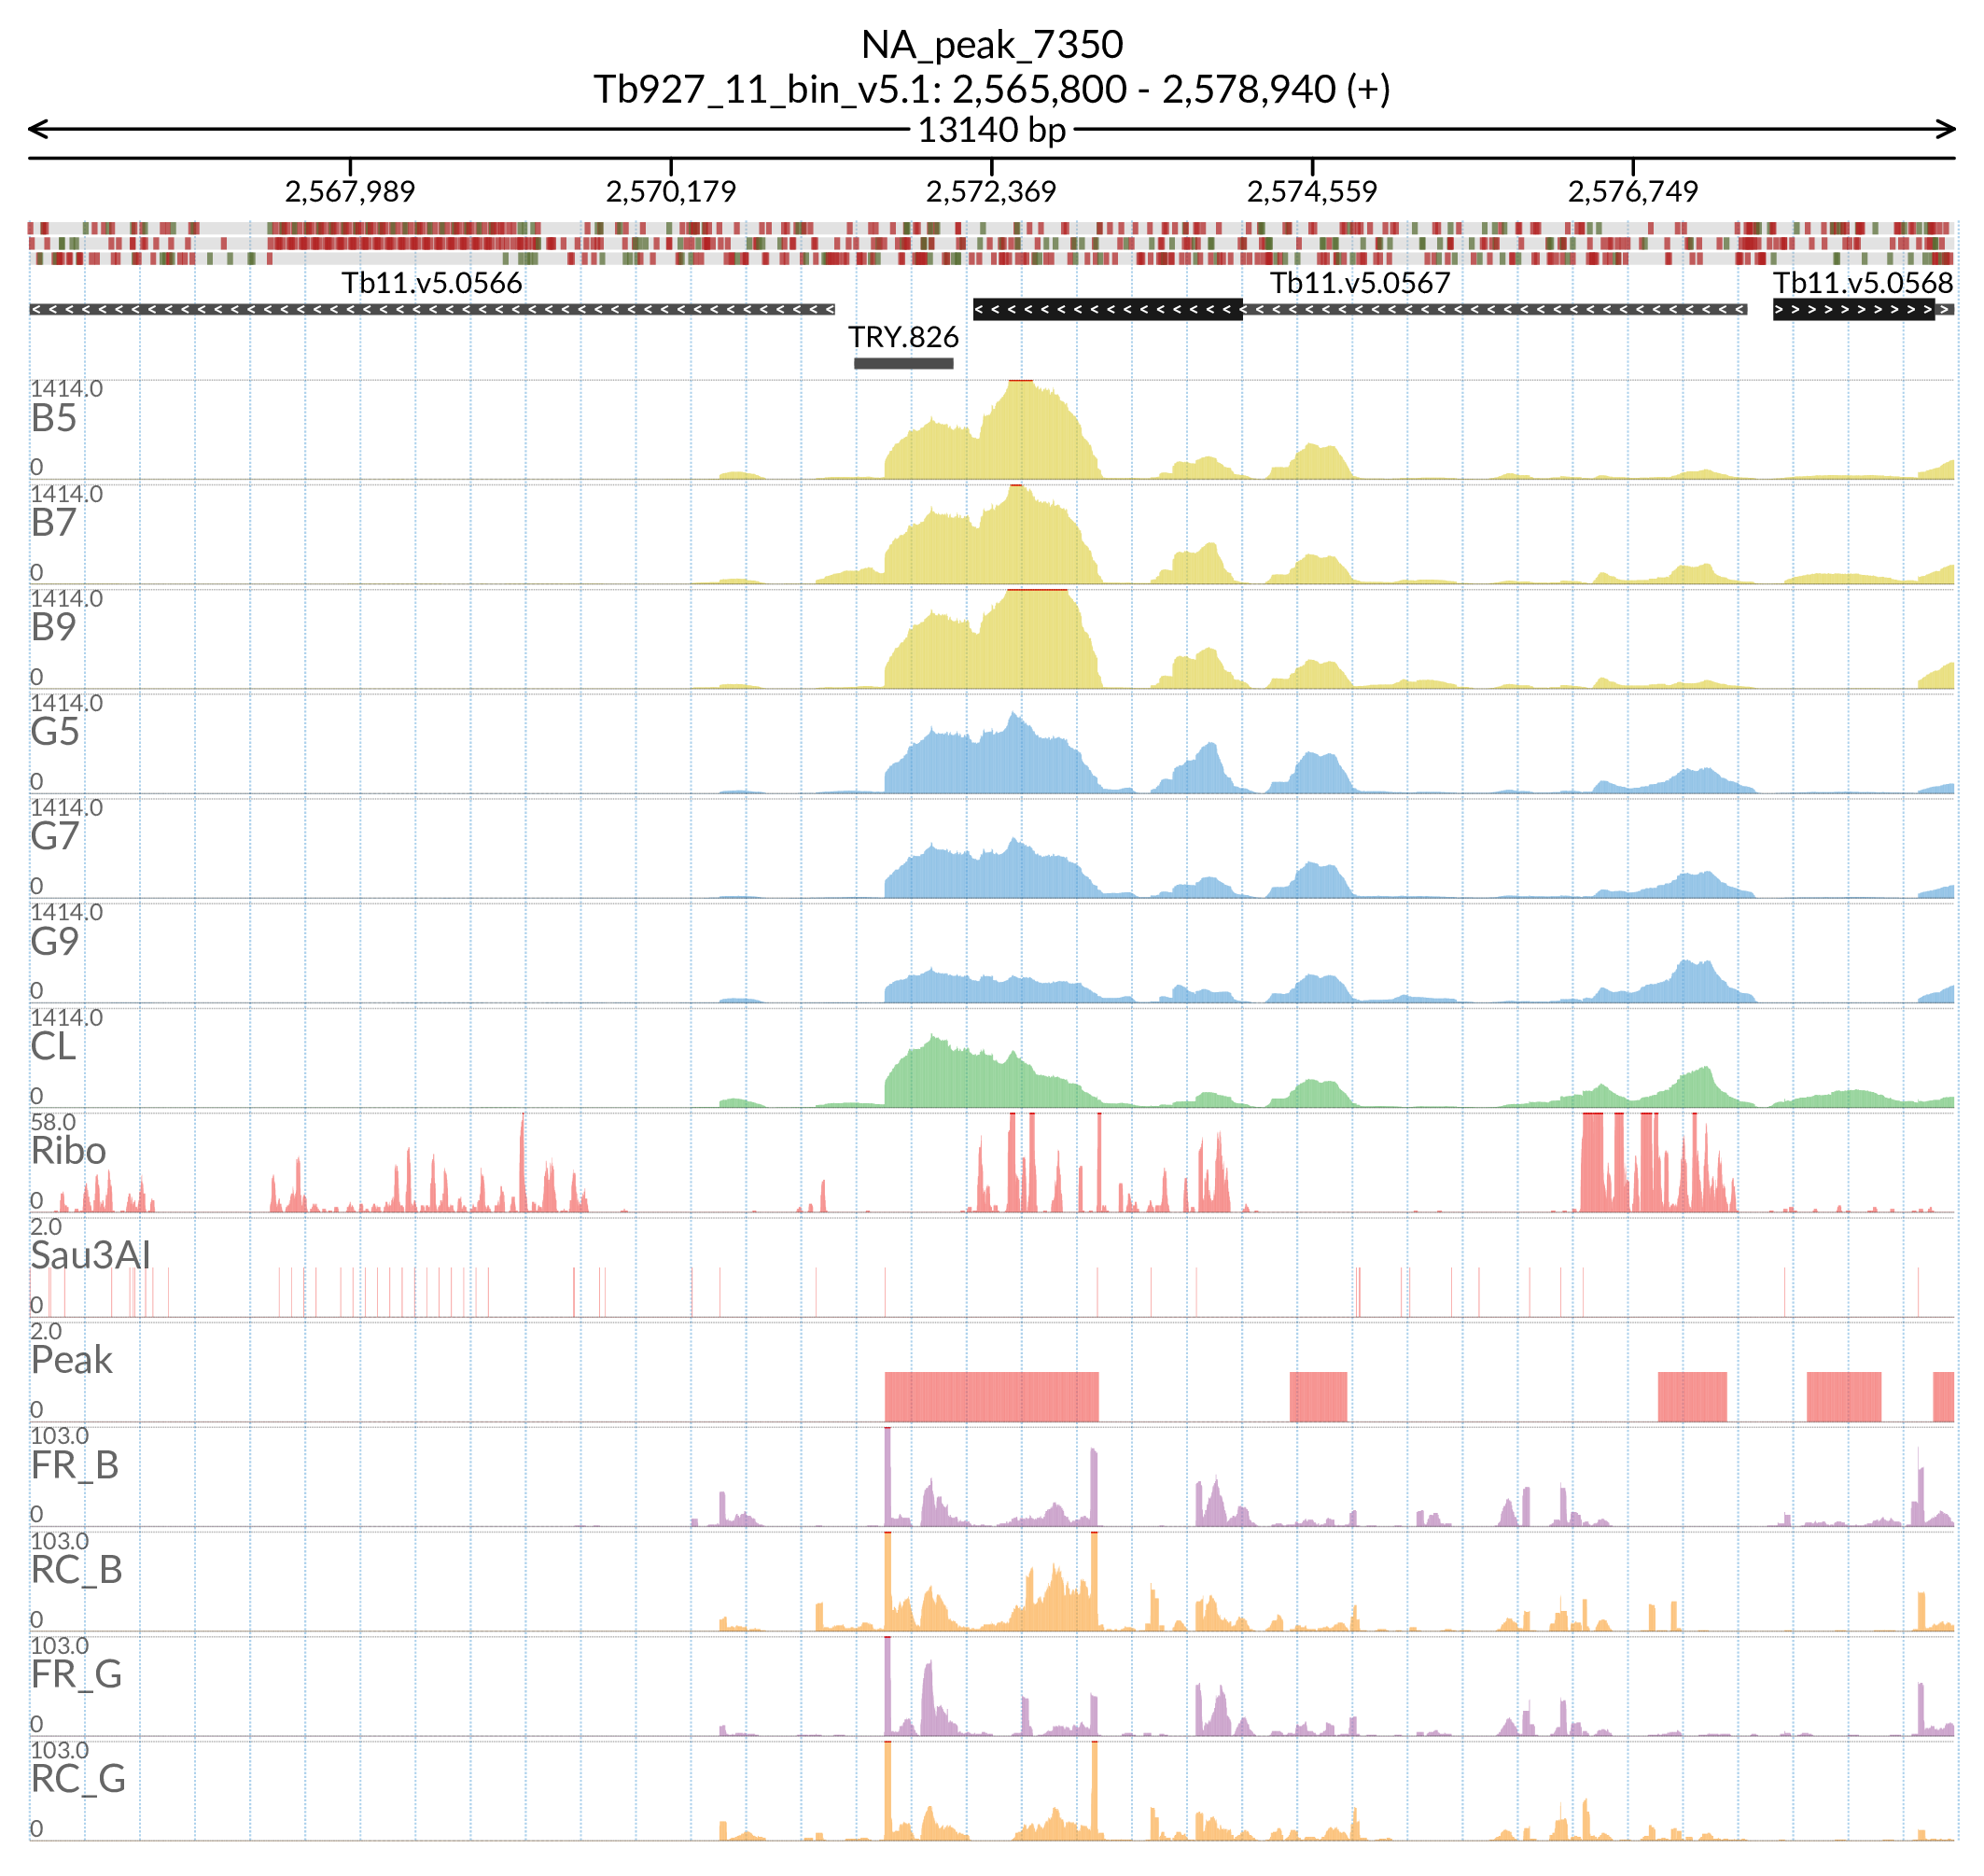 NA_peak_7350
Tb927_11_bin_v5.1: 2,565,800 - 2,578,940 (+)
13140 bp
2,567,989 2,570,179 2,572,369 2,574,559 2,576,749
Tb11.v5.0566 Tb11.v5.0567 Tb11.v5.0568
TRY.826
1414.0
B5
0
1414.0
B7
0
1414.0
B9
0
1414.0
G5
0
1414.0
G7
0
1414.0
G9
0
1414.0
CL
0
58.0
Ribo
0
2.0
Sau3AI
0
2.0
Peak
0
103.0
FR_B
0
103.0
RC_B
0
103.0
FR_G
0
103.0
RC_G
0